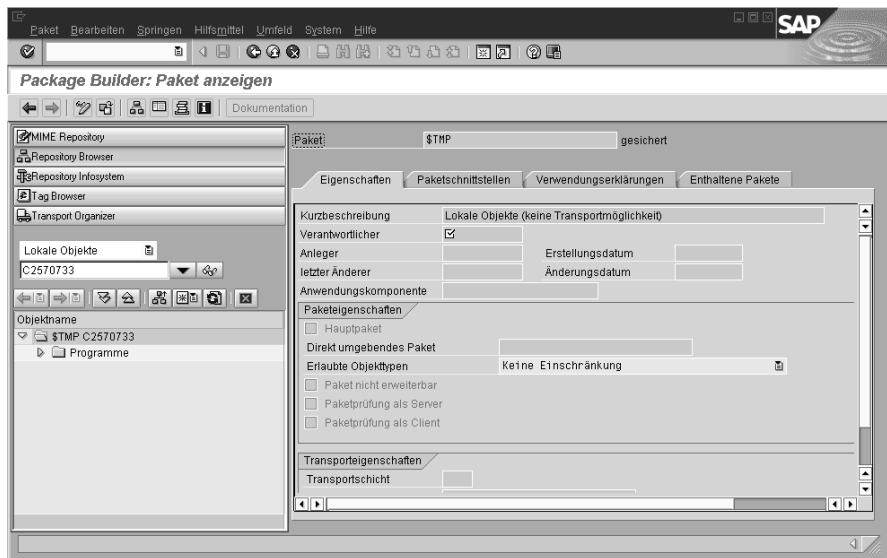 Paket Bearbeiten Springen Hilfsmittel Umfeld System Hilfe
SAP
Package Builder: Paket anzeigen
Dokumentation
MIME Repository
Repository Browser
Repository Infosystem
Tag Browser
Transport Organizer
Lokale Objekte
C2570733
Objektname
$TMP C2570733
Programme
Paket $TMP gesichert
Eigenschaften Paketschnittstellen Verwendungserklärungen Enthaltene Pakete
Kurzbeschreibung Lokale Objekte (keine Transportmöglichkeit)
Verantwortlicher
Anleger Erstellungsdatum
letzter Änderer Änderungsdatum
Anwendungskomponente
Paketeigenschaften
Hauptpaket
Direkt umgebendes Paket
Erlaubte Objekttypen Keine Einschränkung
Paket nicht erweiterbar
Paketprüfung als Server
Paketprüfung als Client
Transporteigenschaften
Transportschicht